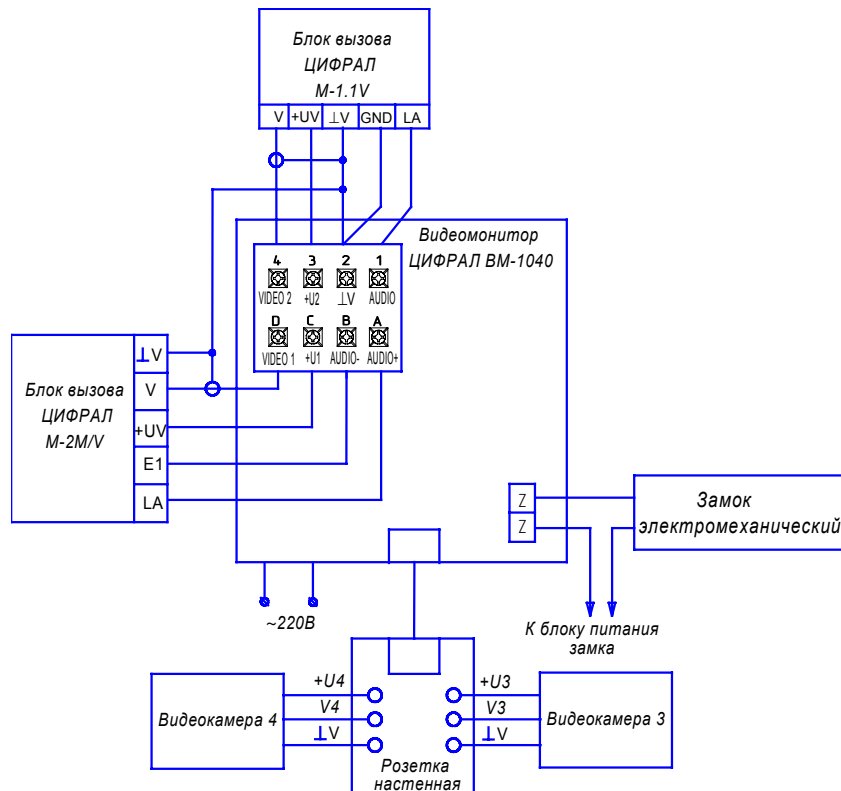 Блок вызова
ЦИФРАЛ
М-1.1V
V +UV ⊥V GND LA
Видеомонитор
ЦИФРАЛ ВМ-1040
4 3 2 1
VIDEO 2 +U2 ⊥V AUDIO
D C B A
VIDEO 1 +U1 AUDIO- AUDIO+
Блок вызова
ЦИФРАЛ
М-2М/V
⊥V
V
+UV
E1
LA
Z
Z
Замок
электромеханический
~220В
К блоку питания
замка
Видеокамера 4
+U4
V4
⊥V
+U3
V3
⊥V
Видеокамера 3
Розетка
настенная